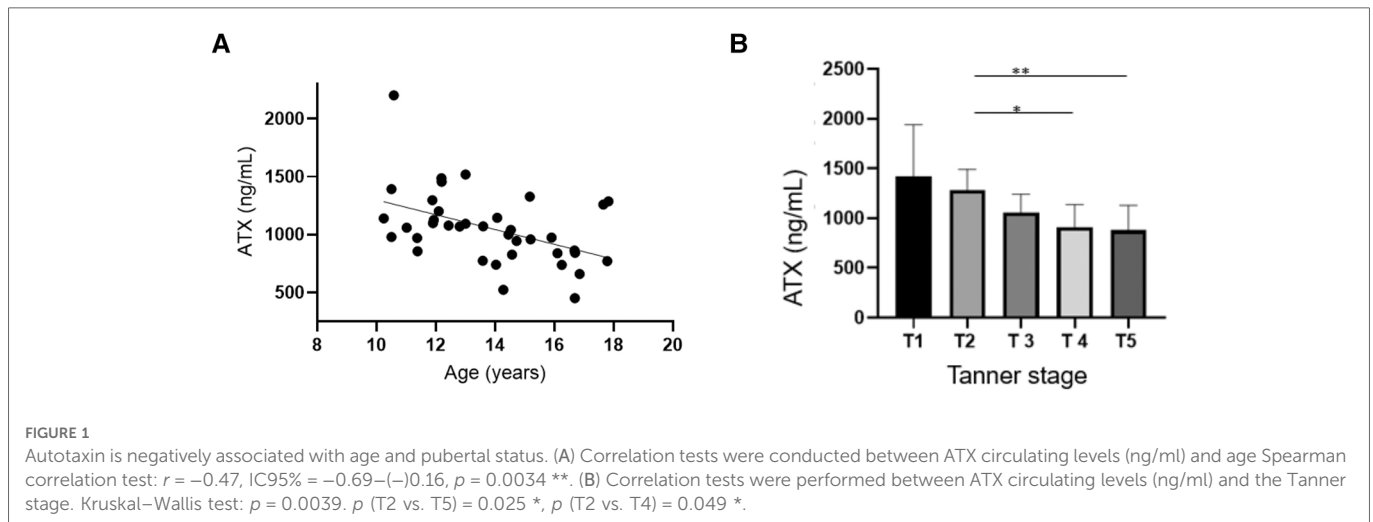 A
B
ATX (ng/mL)
2000
1500
1000
500
8 10 12 14 16 18 20
Age (years)
ATX (ng/mL)
2500
2000
1500
1000
500
0
**
*
T1 T2 T 3 T 4 T5
Tanner stage
FIGURE 1
Autotaxin is negatively associated with age and pubertal status. (A) Correlation tests were conducted between ATX circulating levels (ng/ml) and age Spearman
correlation test: r = −0.47, IC95% = −0.69–(−)0.16, p = 0.0034 **. (B) Correlation tests were performed between ATX circulating levels (ng/ml) and the Tanner
stage. Kruskal–Wallis test: p = 0.0039. p (T2 vs. T5) = 0.025 *, p (T2 vs. T4) = 0.049 *.